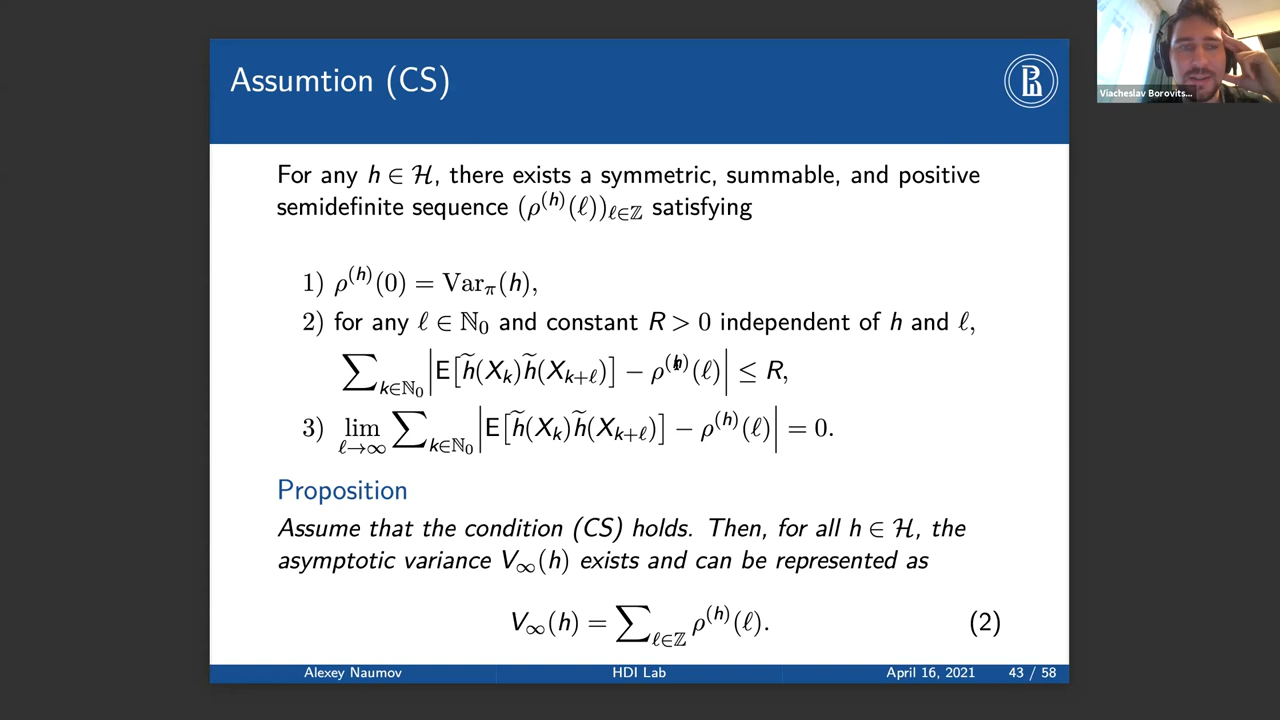 Assumtion (CS)
Viacheslav Borovits...
For any h ∈ ℋ, there exists a symmetric, summable, and positive
semidefinite sequence (ρ^(h)(ℓ))_{ℓ∈ℤ} satisfying
1) ρ^(h)(0) = Var_π(h),
2) for any ℓ ∈ ℕ₀ and constant R > 0 independent of h and ℓ,
∑_{k∈ℕ₀} |E[h̃(X_k)h̃(X_{k+ℓ})] − ρ^(h)(ℓ)| ≤ R,
3) lim_{ℓ→∞} ∑_{k∈ℕ₀} |E[h̃(X_k)h̃(X_{k+ℓ})] − ρ^(h)(ℓ)| = 0.
Proposition
Assume that the condition (CS) holds. Then, for all h ∈ ℋ, the
asymptotic variance V_∞(h) exists and can be represented as
V_∞(h) = ∑_{ℓ∈ℤ} ρ^(h)(ℓ). (2)
Alexey Naumov HDI Lab April 16, 2021 43 / 58